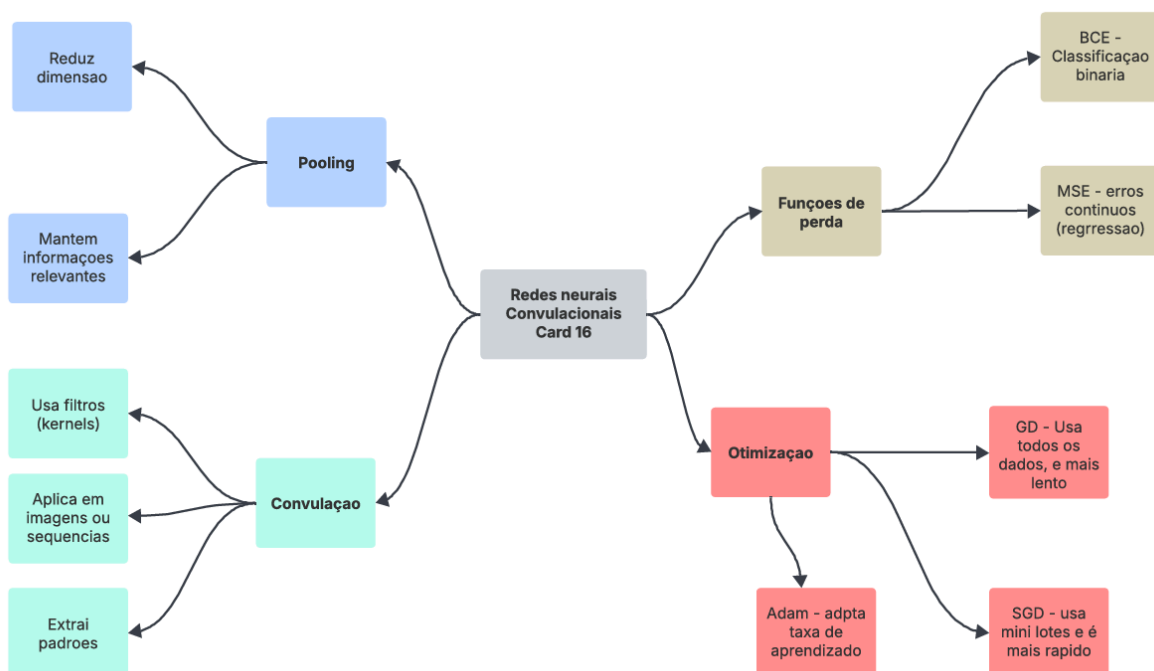 Reduz
dimensao
Pooling
Mantem
informaçoes
relevantes
Usa filtros
(kernels)
Aplica em
imagens ou
sequencias
Convulaçao
Extrai
padroes
Redes neurais
Convulacionais
Card 16
BCE -
Classificaçao
binaria
Funçoes de
perda
MSE - erros
continuos
(regrressao)
Otimizaçao
GD - Usa
todos os
dados, e mais
lento
Adam - adpta
taxa de
aprendizado
SGD - usa
mini lotes e é
mais rapido